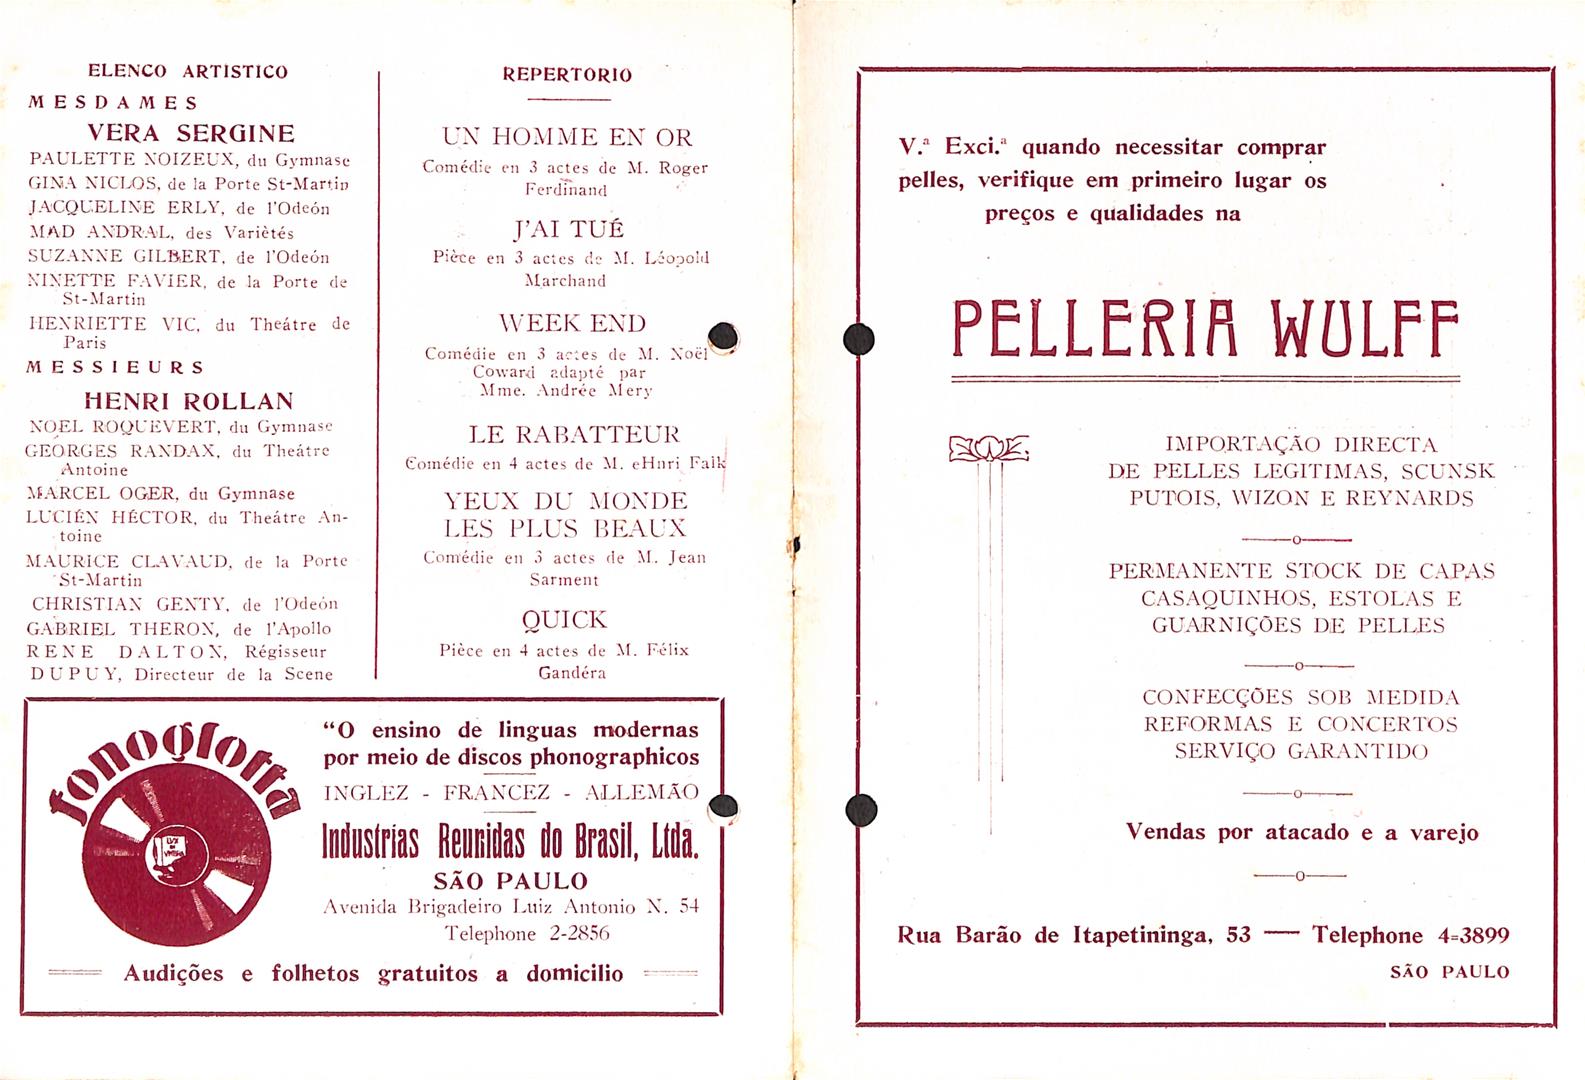 ELENCO ARTISTICO
MESDAMES
VERA SERGINE
PAULETTE NOIZEUX, du Gymnase
GINA NICLOS, de la Porte St-Martin
JACQUELINE ERLY, de l'Odeón
MAD ANDRAL, des Variètés
SUZANNE GILBERT, de l'Odeón
NINETTE FAVIER, de la Porte de
St-Martin
HENRIETTE VIC, du Theátre de
Paris
MESSIEURS
HENRI ROLLAN
NOEL ROQUEVERT, du Gymnase
GEORGES RANDAX, du Theátre
Antoine
MARCEL OGER, du Gymnase
LUCIÉN HÉCTOR, du Theátre An-
toine
MAURICE CLAVAUD, de la Porte
St-Martin
CHRISTIAN GENTY, de l'Odeón
GABRIEL THERON, de l'Apollo
RENE DALTON, Régisseur
DUPUY, Directeur de la Scene
REPERTORIO
UN HOMME EN OR
Comédie en 3 actes de M. Roger
Ferdinand
J'AI TUÉ
Pièce en 3 actes de M. Léopold
Marchand
WEEK END
Comédie en 3 actes de M. Noël
Coward adapté par
Mme. Andrée Mery
LE RABATTEUR
Comédie en 4 actes de M. eHnri Falk
YEUX DU MONDE
LES PLUS BEAUX
Comédie en 3 actes de M. Jean
Sarment
QUICK
Pièce en 4 actes de M. Félix
Gandéra
fonoglotta
"O ensino de linguas modernas
por meio de discos phonographicos
INGLEZ - FRANCEZ - ALLEMÃO
Industrias Reunidas do Brasil, Ltda.
SÃO PAULO
Avenida Brigadeiro Luiz Antonio N. 54
Telephone 2-2856
Audições e folhetos gratuitos a domicilio
V.ª Exci.ª quando necessitar comprar
pelles, verifique em primeiro lugar os
preços e qualidades na
PELLERIA WULFF
IMPORTAÇÃO DIRECTA
DE PELLES LEGITIMAS, SCUNSK
PUTOIS, WIZON E REYNARDS
PERMANENTE STOCK DE CAPAS
CASAQUINHOS, ESTOLAS E
GUARNIÇÕES DE PELLES
CONFECÇÕES SOB MEDIDA
REFORMAS E CONCERTOS
SERVIÇO GARANTIDO
Vendas por atacado e a varejo
Rua Barão de Itapetininga, 53 — Telephone 4=3899
SÃO PAULO